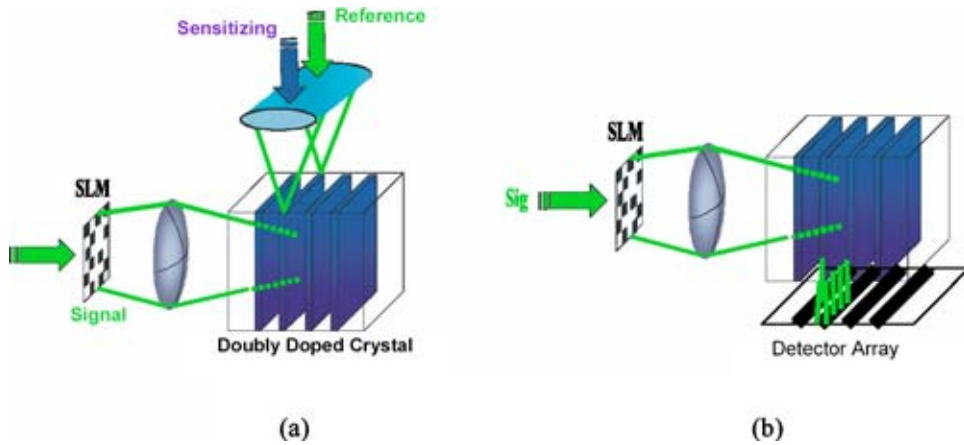 Reference
Sensitizing
SLM
Signal
Doubly Doped Crystal
(a)
SLM
Sig
Detector Array
(b)